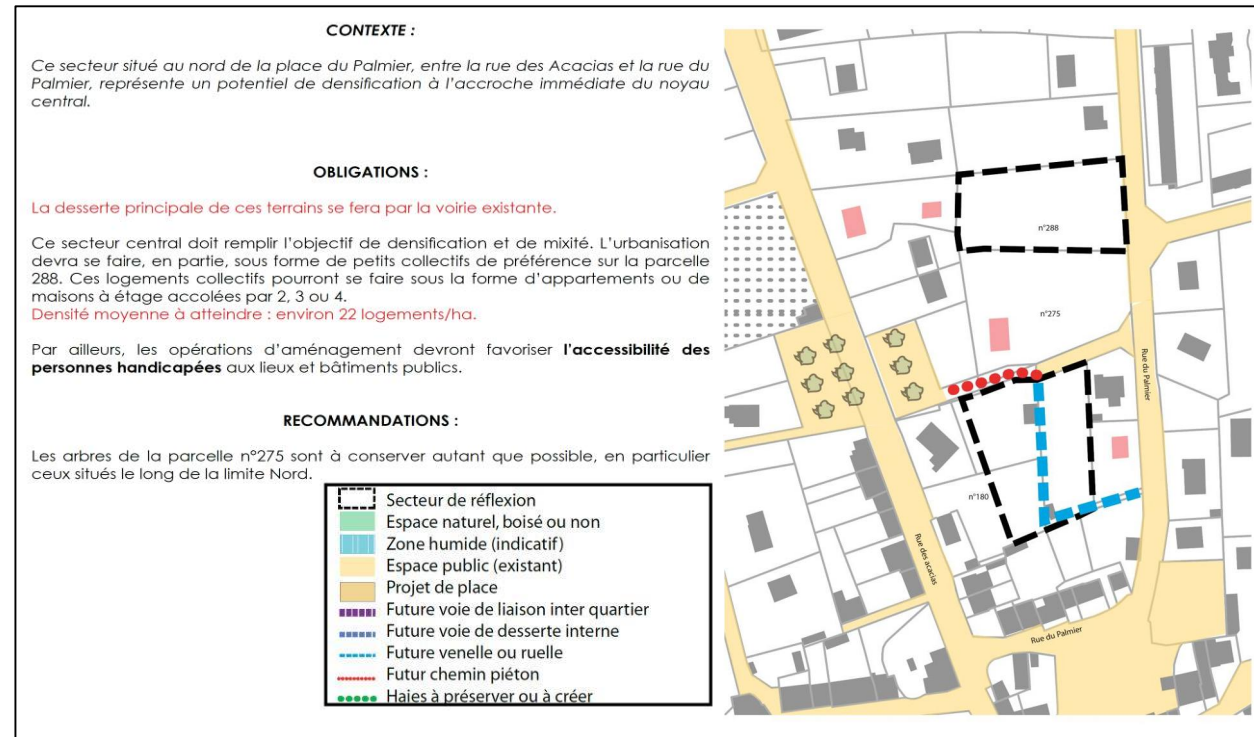 CONTEXTE :
Ce secteur situé au nord de la place du Palmier, entre la rue des Acacias et la rue du
Palmier, représente un potentiel de densification à l'accroche immédiate du noyau
central.
OBLIGATIONS :
La desserte principale de ces terrains se fera par la voirie existante.
Ce secteur central doit remplir l'objectif de densification et de mixité. L'urbanisation
devra se faire, en partie, sous forme de petits collectifs de préférence sur la parcelle
288. Ces logements collectifs pourront se faire sous la forme d'appartements ou de
maisons à étage accolées par 2, 3 ou 4.
Densité moyenne à atteindre : environ 22 logements/ha.
Par ailleurs, les opérations d'aménagement devront favoriser l'accessibilité des
personnes handicapées aux lieux et bâtiments publics.
RECOMMANDATIONS :
Les arbres de la parcelle n°275 sont à conserver autant que possible, en particulier
ceux situés le long de la limite Nord.
Secteur de réflexion
Espace naturel, boisé ou non
Zone humide (indicatif)
Espace public (existant)
Projet de place
Future voie de liaison inter quartier
Future voie de desserte interne
Future venelle ou ruelle
Futur chemin piéton
Haies à préserver ou à créer
n°288
n°275
Rue du Palmier
n°180
Rue des acacias
Rue du Palmier